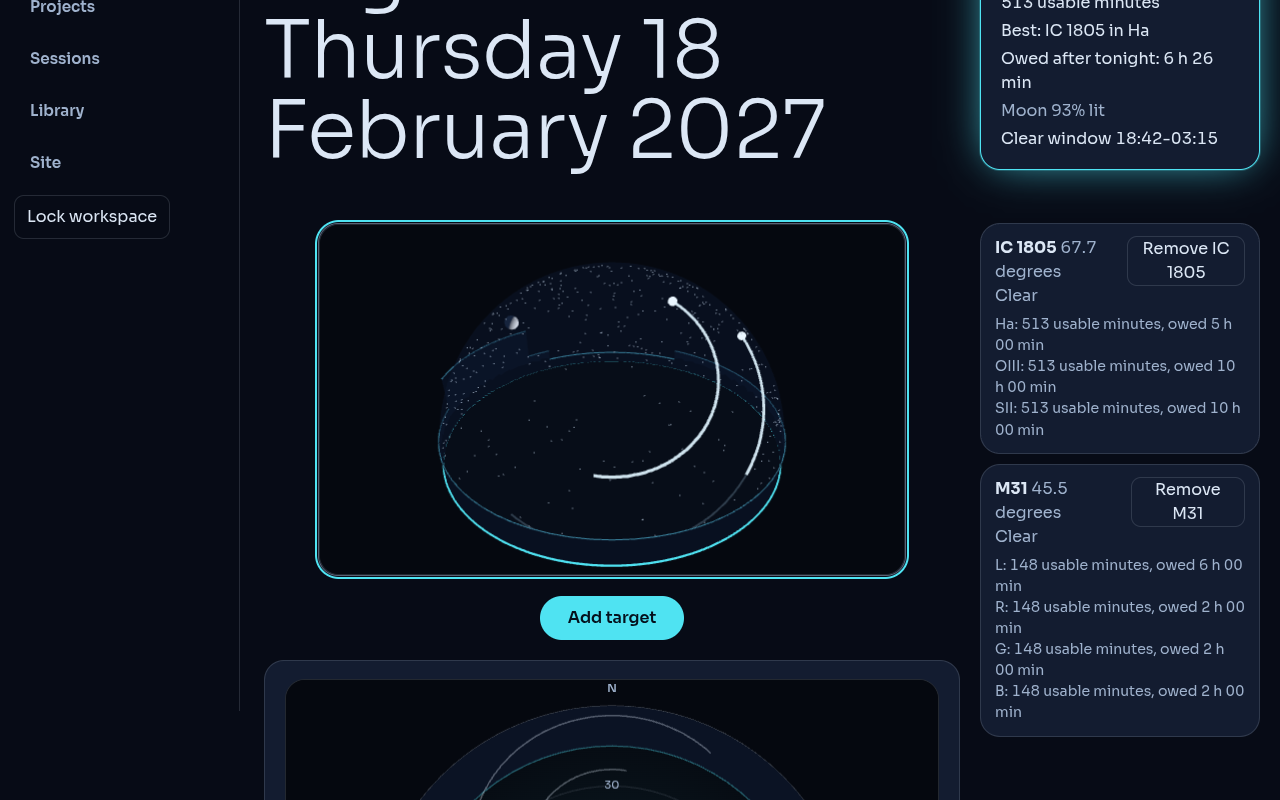 Projects
Sessions
Library
Site
Lock workspace
Thursday 18
February 2027
513 usable minutes
Best: IC 1805 in Ha
Owed after tonight: 6 h 26
min
Moon 93% lit
Clear window 18:42-03:15
IC 1805 67.7
degrees
Clear
Remove IC
1805
Ha: 513 usable minutes, owed 5 h
00 min
OIII: 513 usable minutes, owed 10
h 00 min
SII: 513 usable minutes, owed 10 h
00 min
M31 45.5
degrees
Clear
Remove
M31
L: 148 usable minutes, owed 6 h 00
min
R: 148 usable minutes, owed 2 h 00
min
G: 148 usable minutes, owed 2 h
00 min
B: 148 usable minutes, owed 2 h 00
min
Add target
N
30